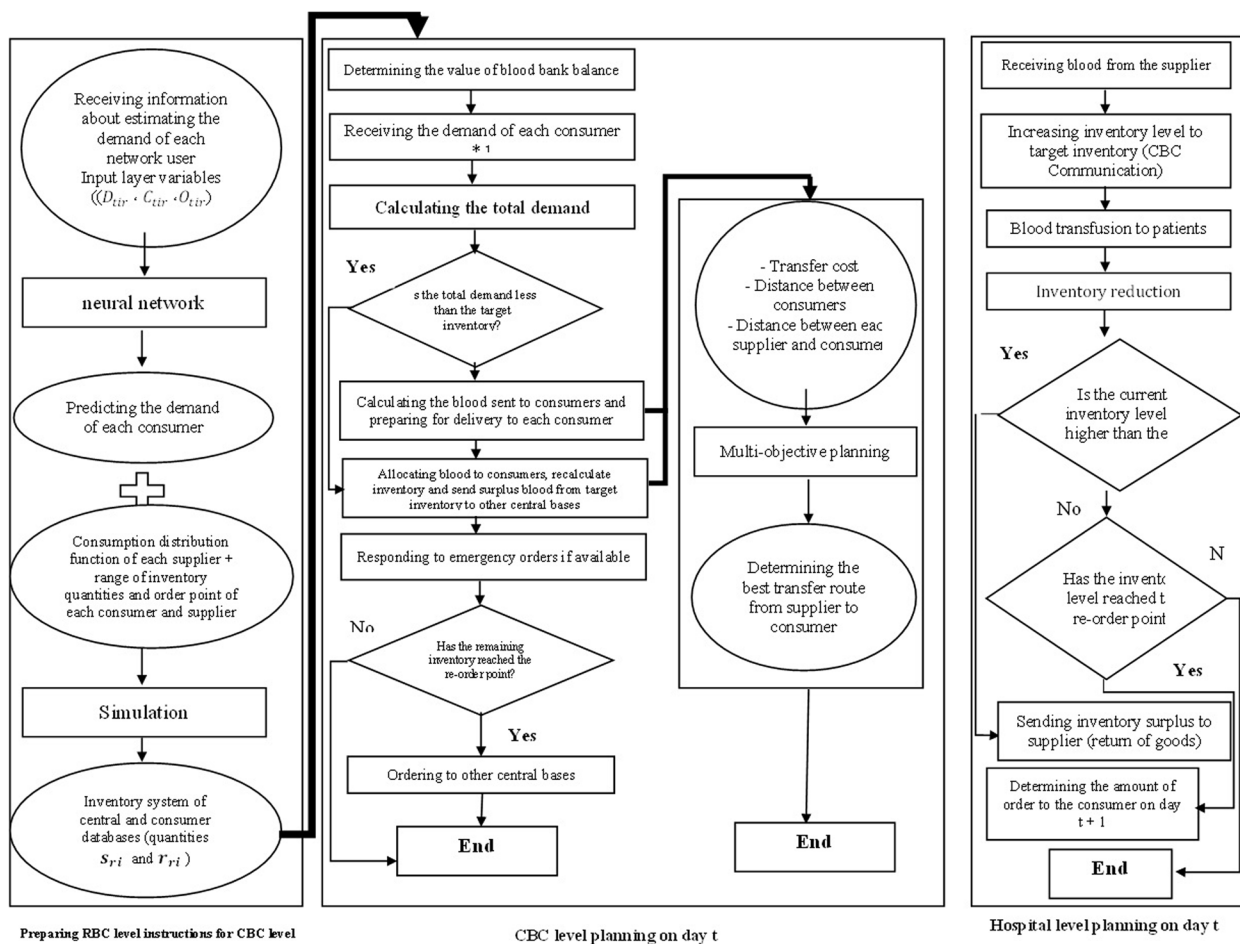 Receiving information
about estimating the
demand of each
network user
Input layer variables
((D_tir ، C_tir ،O_tir)
neural network
Predicting the demand
of each consumer
Consumption distribution
function of each supplier +
range of inventory
quantities and order point of
each consumer and supplier
Simulation
Inventory system of
central and consumer
databases (quantities
s_ri and r_ri )
Preparing RBC level instructions for CBC level
Determining the value of blood bank balance
Receiving the demand of each consumer
* 1
Calculating the total demand
Yes
s the total demand less
than the target
inventory?
Calculating the blood sent to consumers and
preparing for delivery to each consumer
Allocating blood to consumers, recalculate
inventory and send surplus blood from target
inventory to other central bases
Responding to emergency orders if available
No
Has the remaining
inventory reached the
re-order point?
Yes
Ordering to other central bases
End
- Transfer cost
- Distance between
consumers
- Distance between eac
supplier and consume
Multi-objective planning
Determining the
best transfer route
from supplier to
consumer
End
CBC level planning on day t
Receiving blood from the supplier
Increasing inventory level to
target inventory (CBC
Communication)
Blood transfusion to patients
Inventory reduction
Yes
Is the current
inventory level
higher than the
No
N
Has the invento
level reached t
re-order point
Yes
Sending inventory surplus to
supplier (return of goods)
Determining the amount of
order to the consumer on day
t + 1
End
Hospital level planning on day t